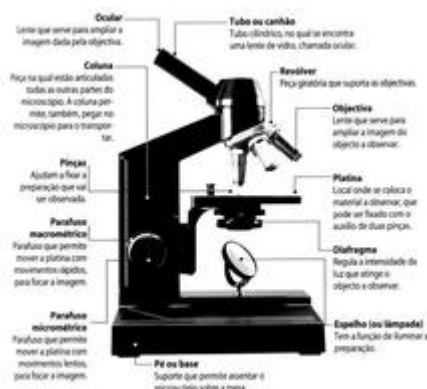 Ocular
Lente que serve para ampliar a
imagem dada pela objectiva.
Tubo ou canhão
Tubo cilíndrico, no qual se encontra
uma lente de vidro, chamada ocular.
Coluna
Peça na qual estão articulados
todas as outras partes do
microscópio. A coluna per-
mite, também, pegar no
microscópio para o transpor-
tar.
Revólver
Peça giratória que suporta as objectivas.
Objectiva
Lente que serve para
ampliar a imagem do
objecto a observar.
Pinças
Ajudam a fixar a
preparação que vai
ser observada.
Platina
Local onde se coloca o
material a observar, que
pode ser fixado com o
auxílio de duas pinças.
Parafuso
macrométrico
Parafuso que permite
mover a platina com
movimentos rápidos,
para focar a imagem.
Diafragma
Regula a intensidade de
luz que atinge o
objecto a observar.
Parafuso
micrométrico
Parafuso que permite
mover a platina com
movimentos lentos,
para focar a imagem.
Espelho (ou lâmpada)
Tem a função de iluminar a
preparação.
Pé ou base
Suporte que permite assentar o
microscópio sobre a mesa.